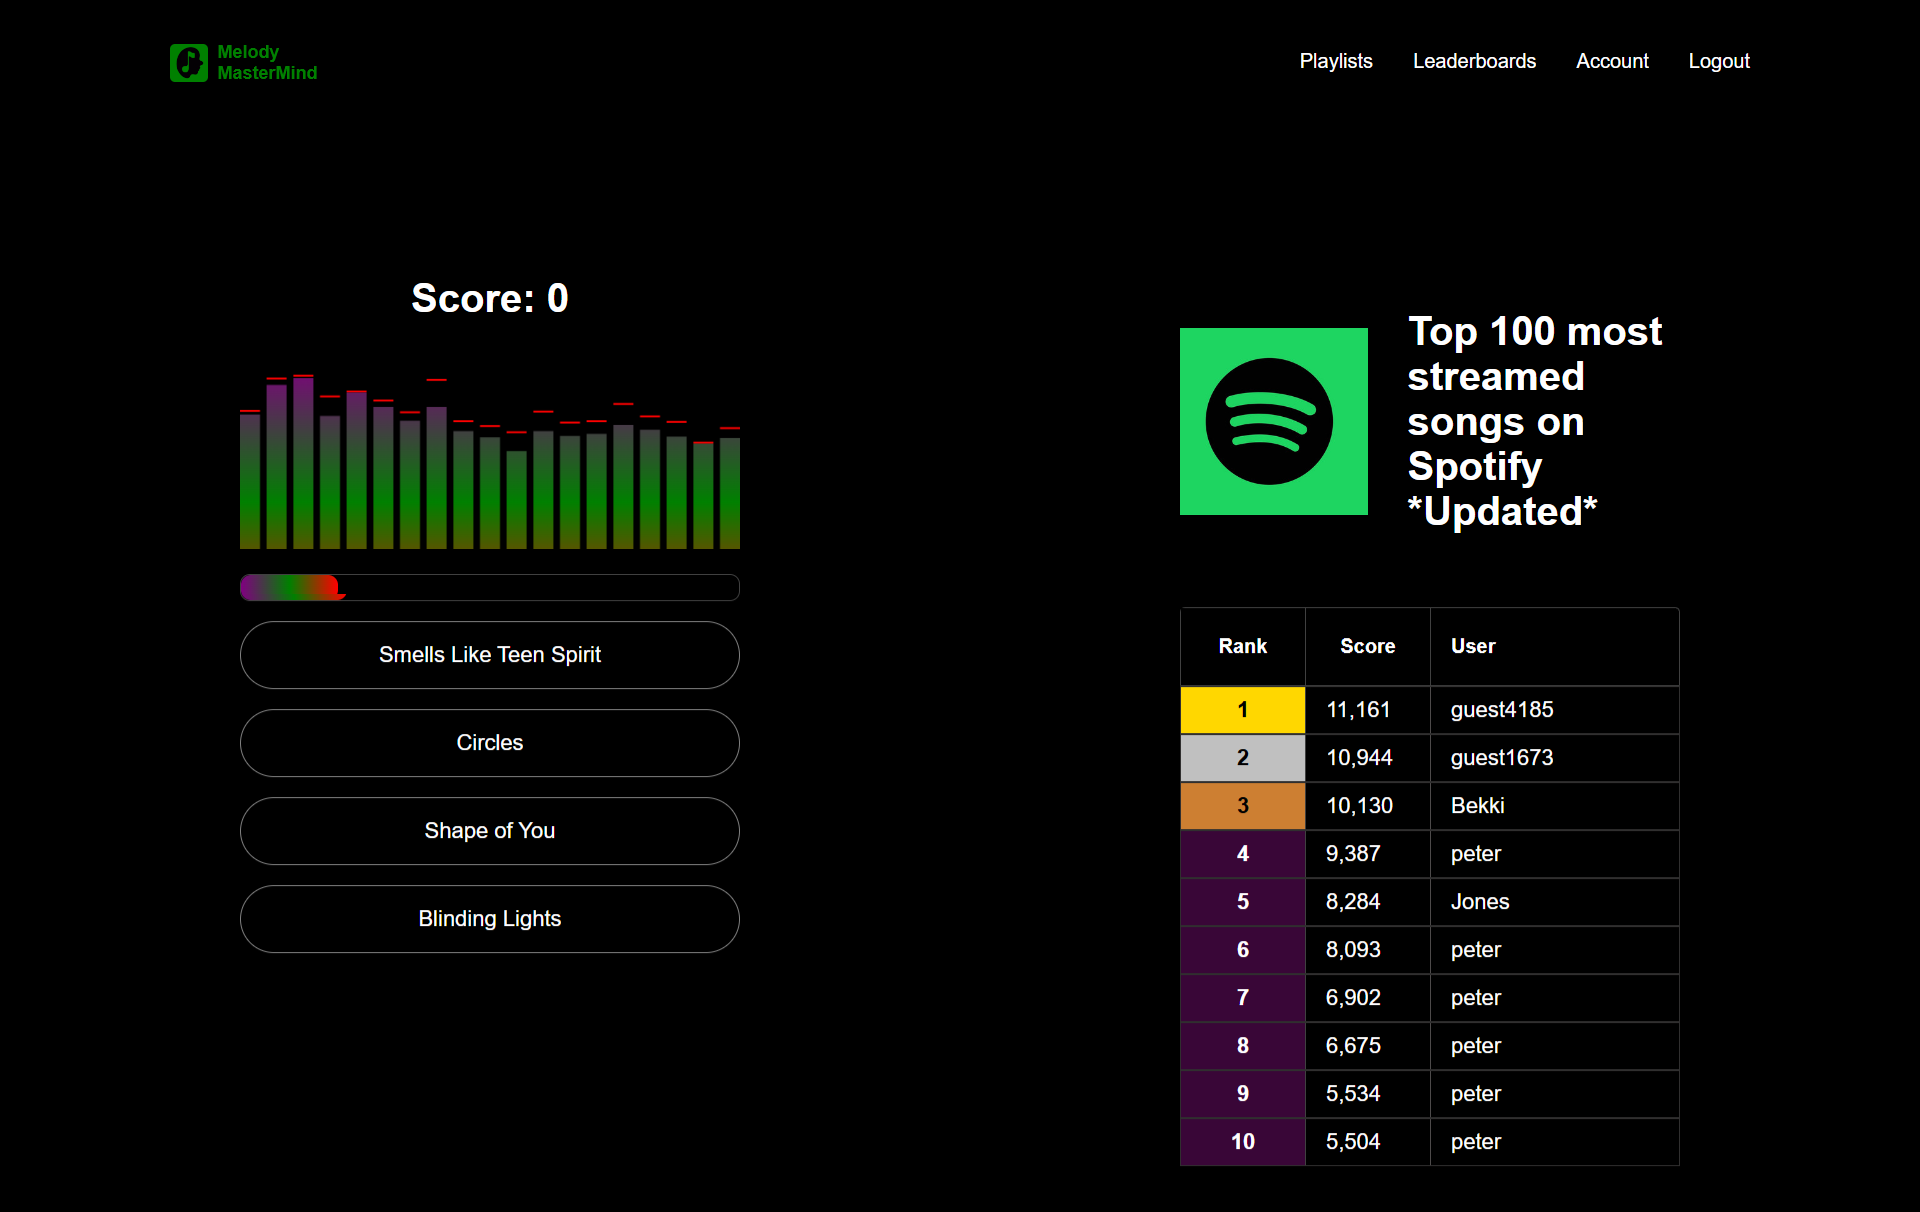 Melody
MasterMind
Playlists Leaderboards Account Logout
Score: 0
Smells Like Teen Spirit
Circles
Shape of You
Blinding Lights
Top 100 most
streamed
songs on
Spotify
*Updated*
Rank Score User
1 11,161 guest4185
2 10,944 guest1673
3 10,130 Bekki
4 9,387 peter
5 8,284 Jones
6 8,093 peter
7 6,902 peter
8 6,675 peter
9 5,534 peter
10 5,504 peter